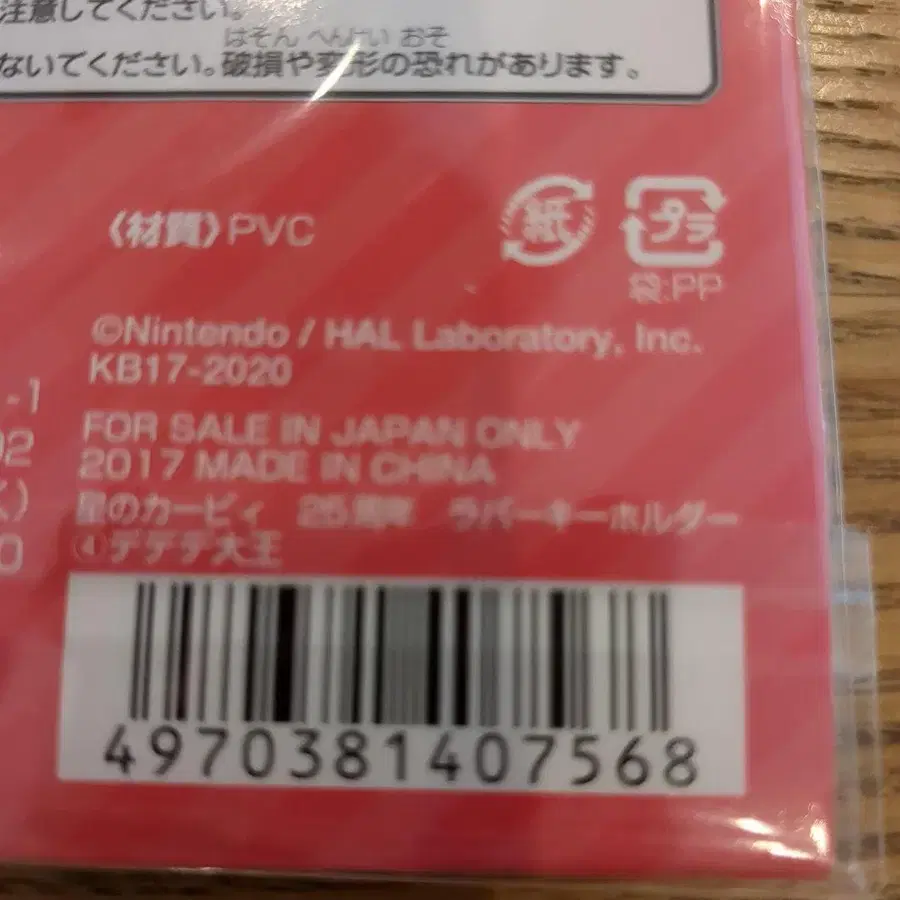 注意してください。
はそん へんけい おそ
ないでください。破損や変形の恐れがあります。
〈材質〉PVC
紙
プラ
袋:PP
©Nintendo / HAL Laboratory, Inc.
KB17-2020
-1
02
FOR SALE IN JAPAN ONLY
2017 MADE IN CHINA
星のカービィ 25周年 ラバーキーホルダー
0
④デデデ大王
4970381407568